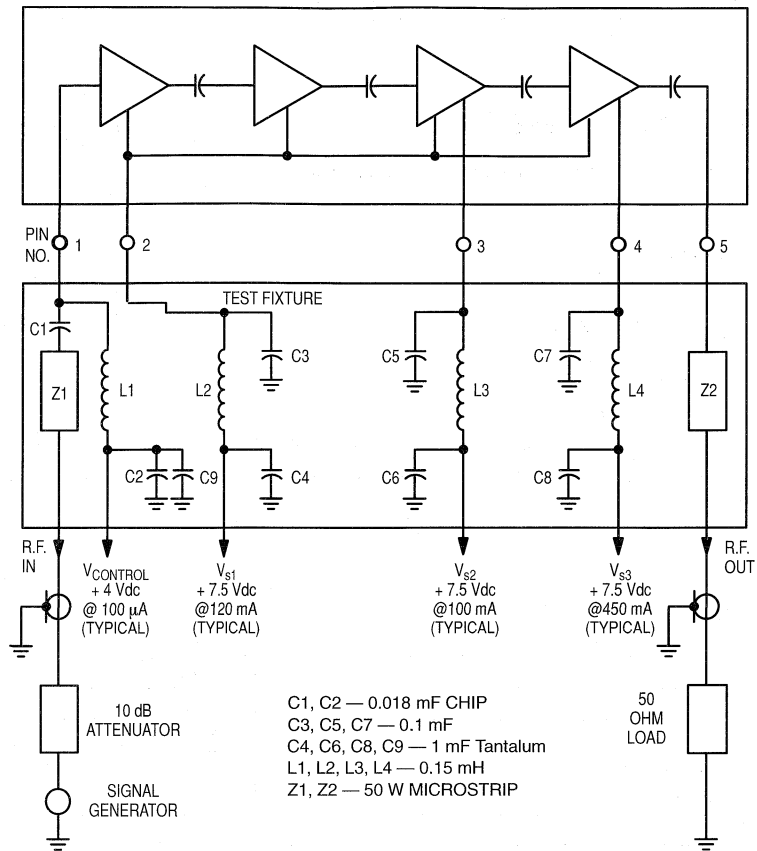 PIN NO. 1 2 3 4 5
TEST FIXTURE
C1
Z1 L1 L2 C3 C5 L3 C7 L4 Z2
C2 C9 C4 C6 C8
R.F. IN
VCONTROL
+ 4 Vdc
@ 100 µA
(TYPICAL)
Vs1
+ 7.5 Vdc
@120 mA
(TYPICAL)
Vs2
+ 7.5 Vdc
@100 mA
(TYPICAL)
Vs3
+ 7.5 Vdc
@450 mA
(TYPICAL)
R.F. OUT
10 dB
ATTENUATOR
SIGNAL
GENERATOR
C1, C2 — 0.018 mF CHIP
C3, C5, C7 — 0.1 mF
C4, C6, C8, C9 — 1 mF Tantalum
L1, L2, L3, L4 — 0.15 mH
Z1, Z2 — 50 W MICROSTRIP
50
OHM
LOAD